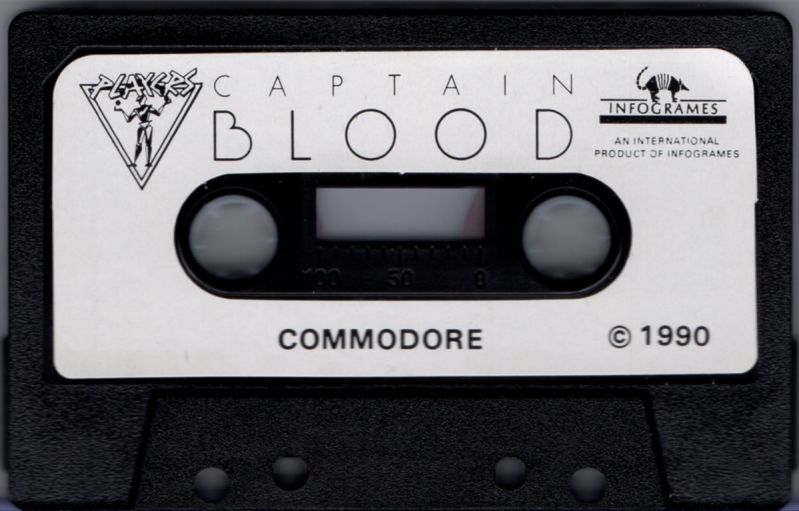 PLAYERS
CAPTAIN
BLOOD
INFOGRAMES
AN INTERNATIONAL
PRODUCT OF INFOGRAMES
100 50 0
COMMODORE
© 1990